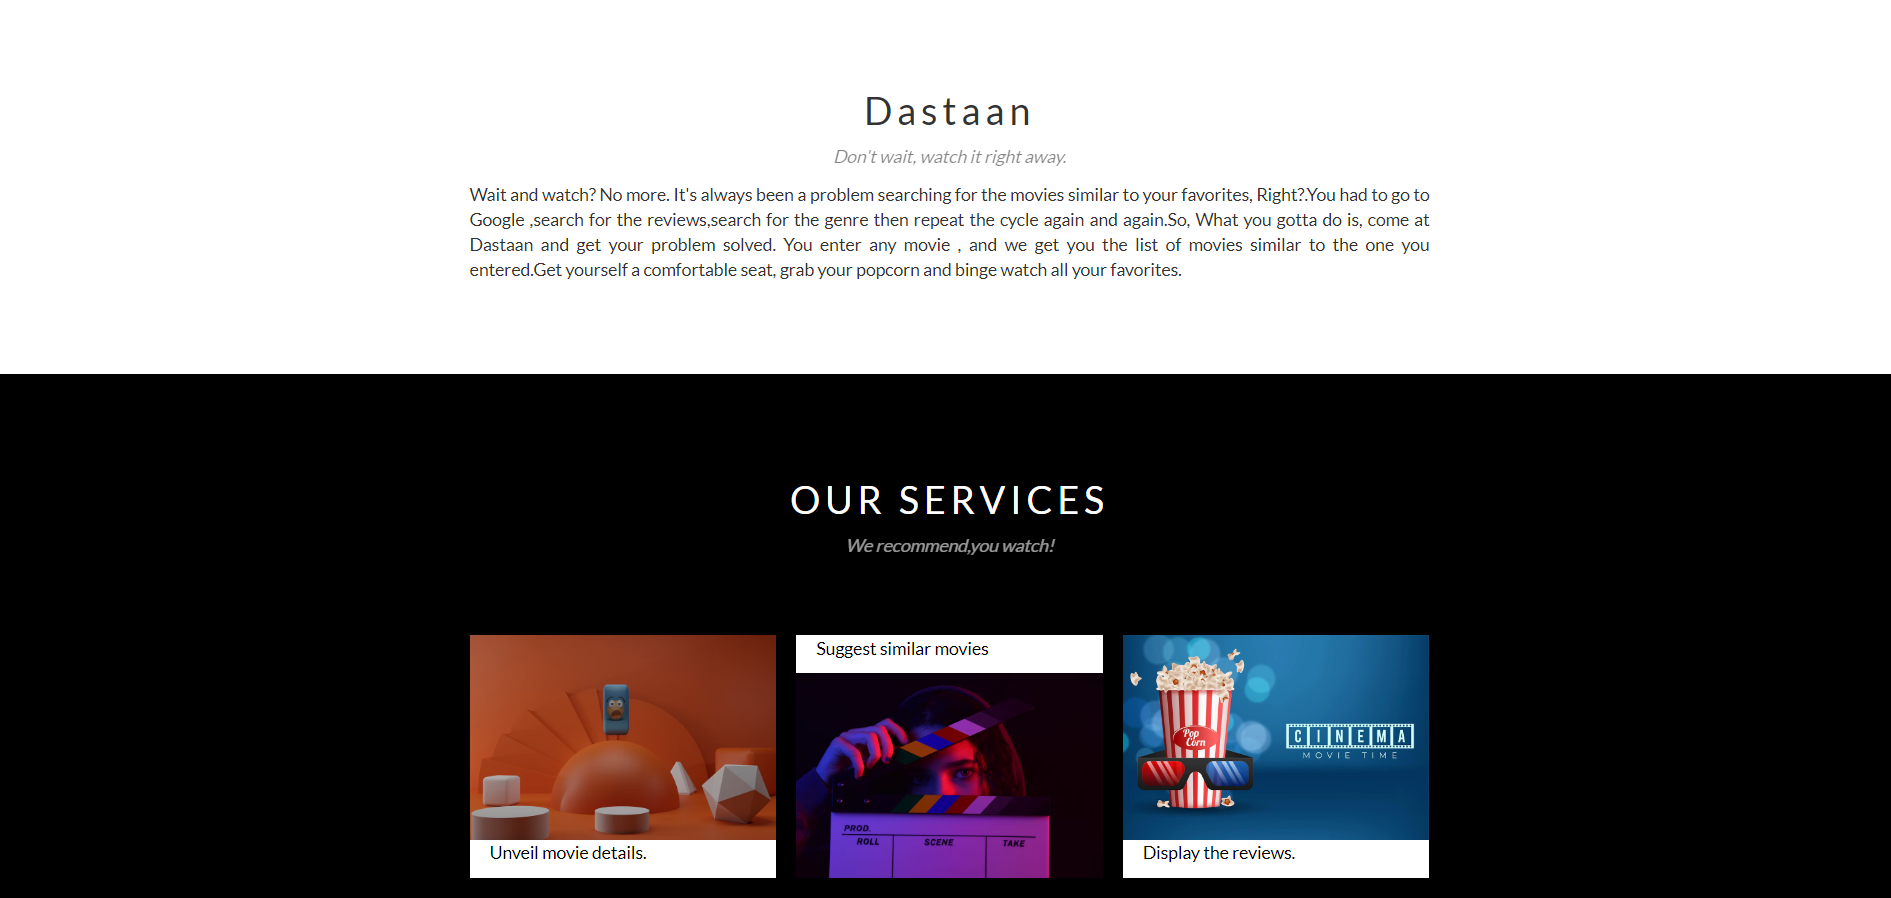 Dastaan
Don't wait, watch it right away.
Wait and watch? No more. It's always been a problem searching for the movies similar to your favorites, Right?.You had to go to
Google ,search for the reviews,search for the genre then repeat the cycle again and again.So, What you gotta do is, come at
Dastaan and get your problem solved. You enter any movie , and we get you the list of movies similar to the one you
entered.Get yourself a comfortable seat, grab your popcorn and binge watch all your favorites.
OUR SERVICES
We recommend,you watch!
Unveil movie details.
Suggest similar movies
PROD.
ROLL SCENE TAKE
Pop
Corn
CINEMA
MOVIE TIME
Display the reviews.